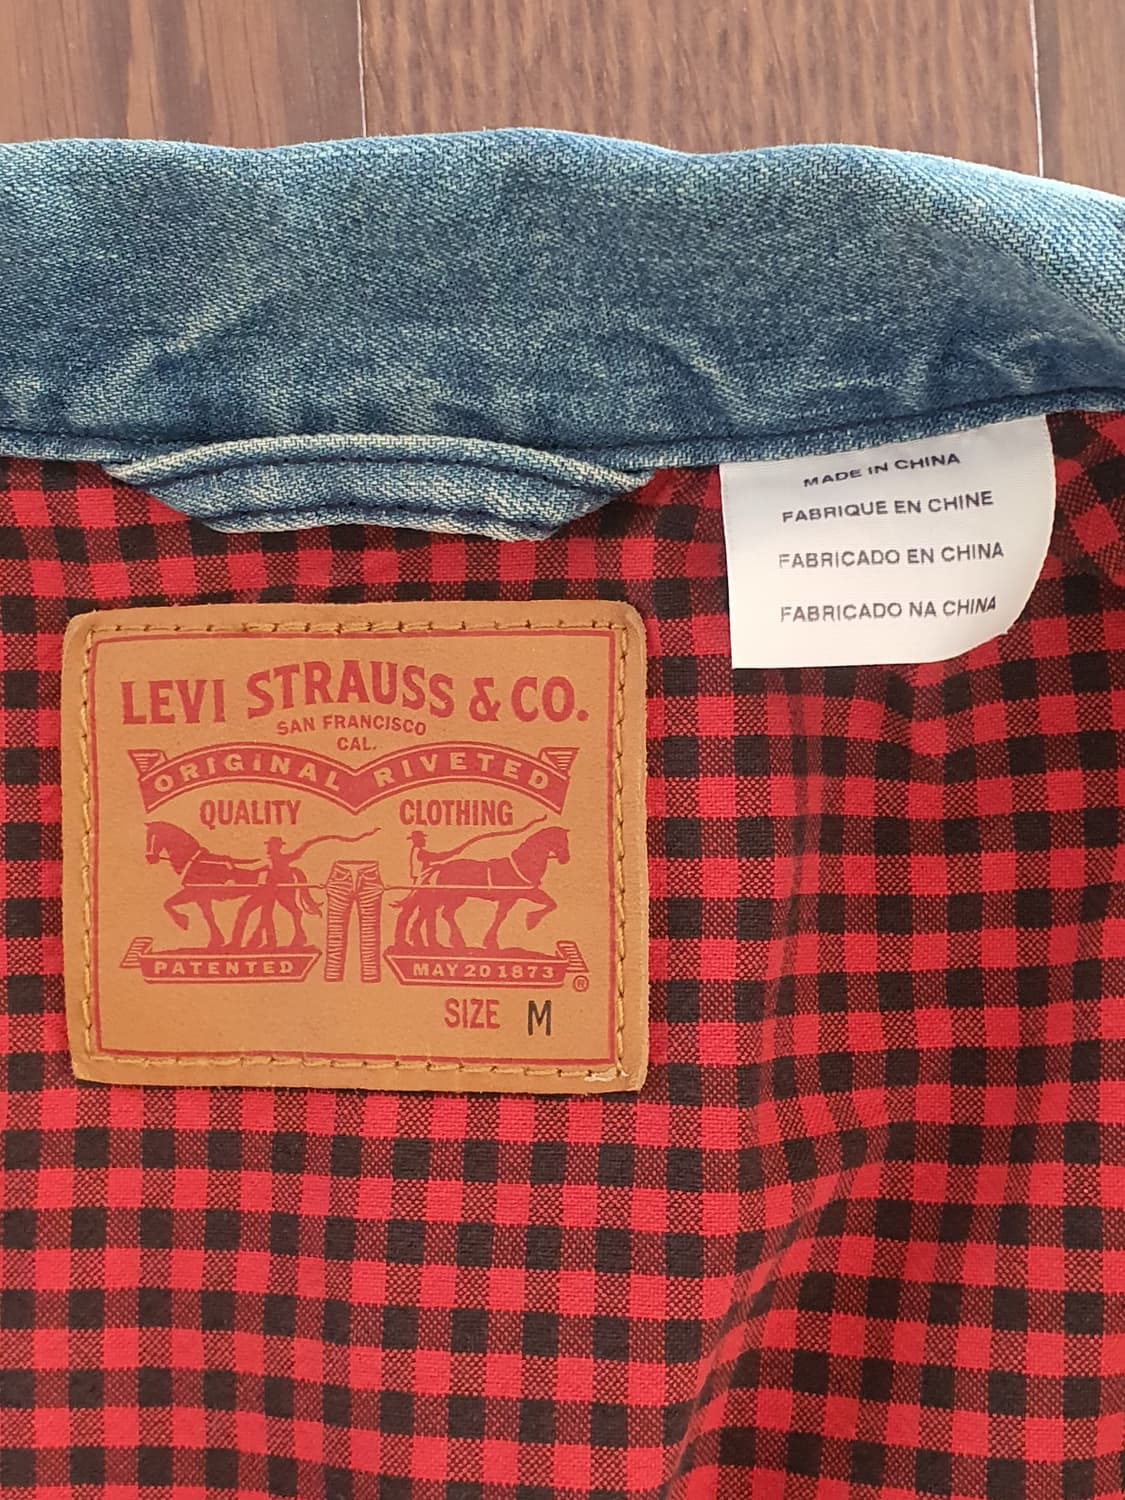 MADE IN CHINA
FABRIQUE EN CHINE
FABRICADO EN CHINA
FABRICADO NA CHINA
LEVI STRAUSS & CO.
SAN FRANCISCO
CAL.
ORIGINAL RIVETED
QUALITY CLOTHING
PATENTED MAY 20 1873 ®
SIZE M